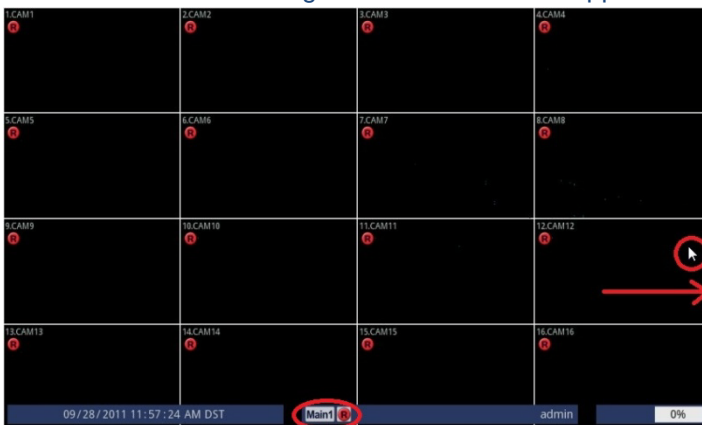 1.CAM1 2.CAM2 3.CAM3 4.CAM4
R R R R
5.CAM5 6.CAM6 7.CAM7 8.CAM8
R R R R
9.CAM9 10.CAM10 11.CAM11 12.CAM12
R R R R
13.CAM13 14.CAM14 15.CAM15 16.CAM16
R R R R
09/28/2011 11:57:24 AM DST Main1 R admin 0%